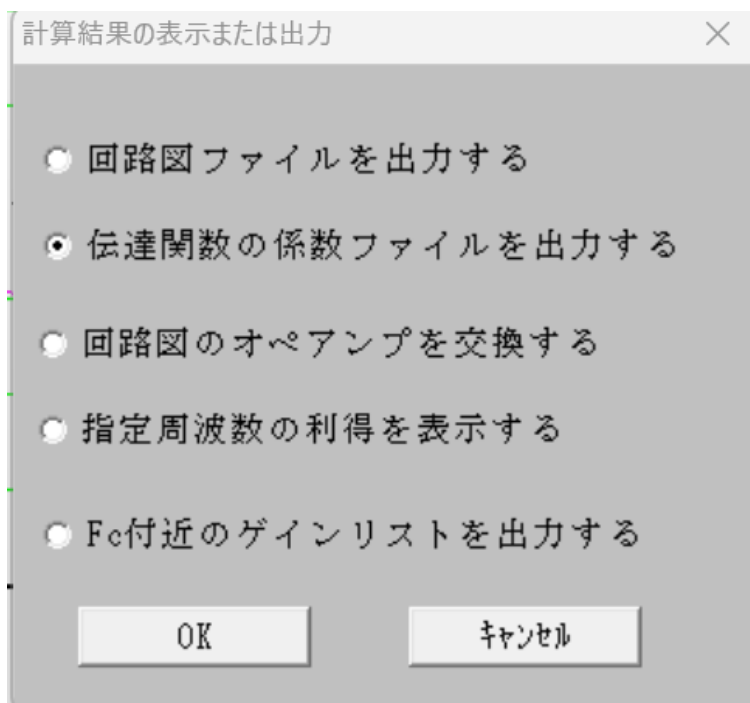 計算結果の表示または出力
回路図ファイルを出力する
伝達関数の係数ファイルを出力する
回路図のオペアンプを交換する
指定周波数の利得を表示する
Fc付近のゲインリストを出力する
OK
ｷｬﾝｾﾙ